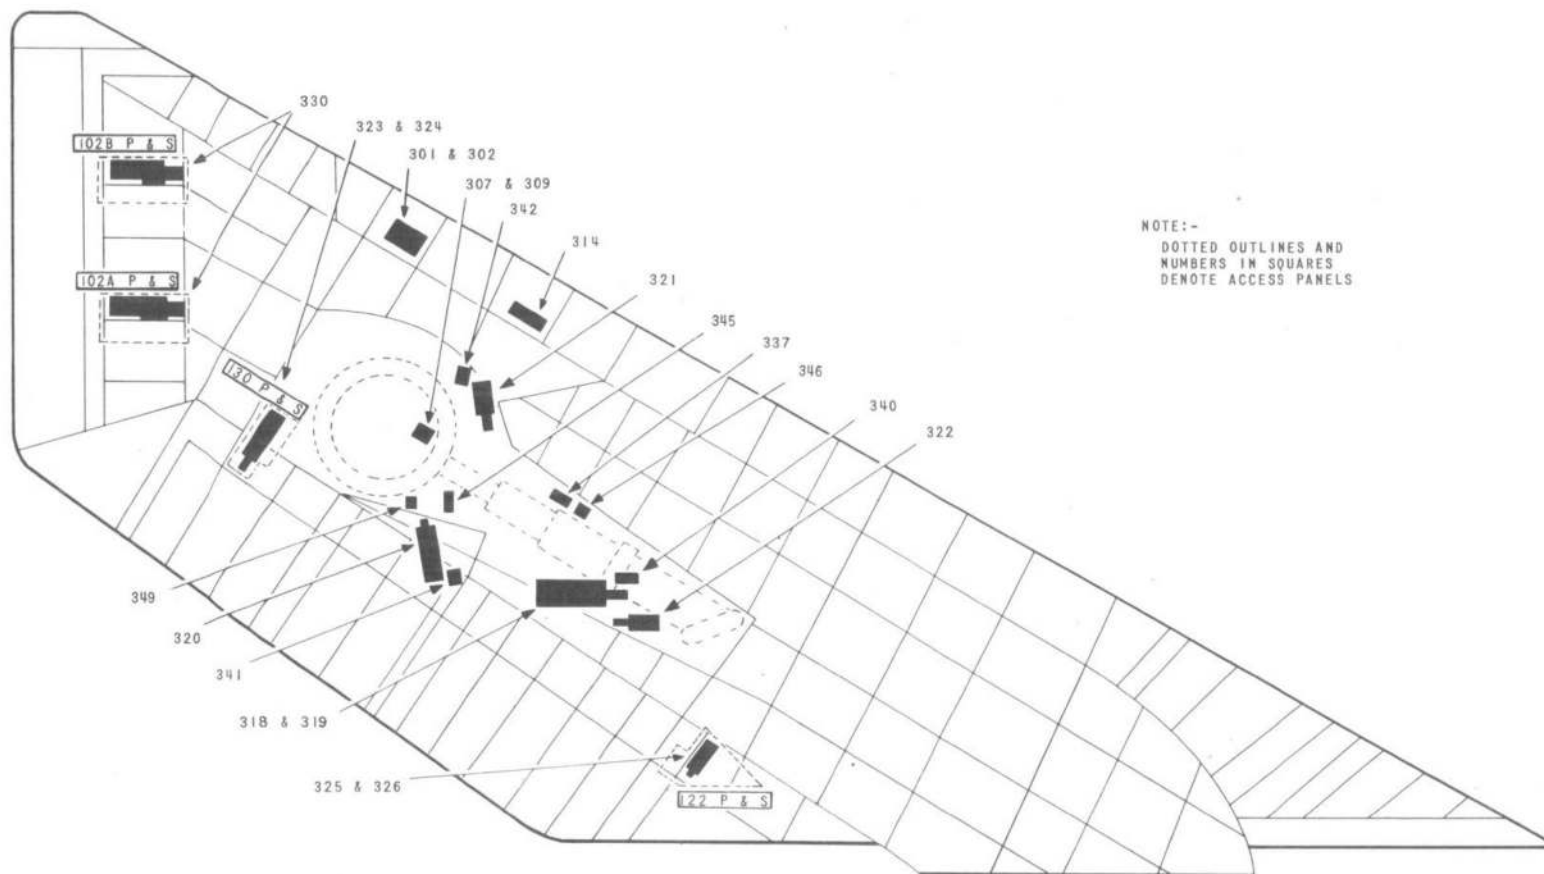 330
102B P & S
323 & 324
301 & 302
307 & 309
342
314
NOTE:-
DOTTED OUTLINES AND
NUMBERS IN SQUARES
DENOTE ACCESS PANELS
102A P & S
321
345
337
346
130 P & S
340
322
349
320
341
318 & 319
325 & 326
122 P & S